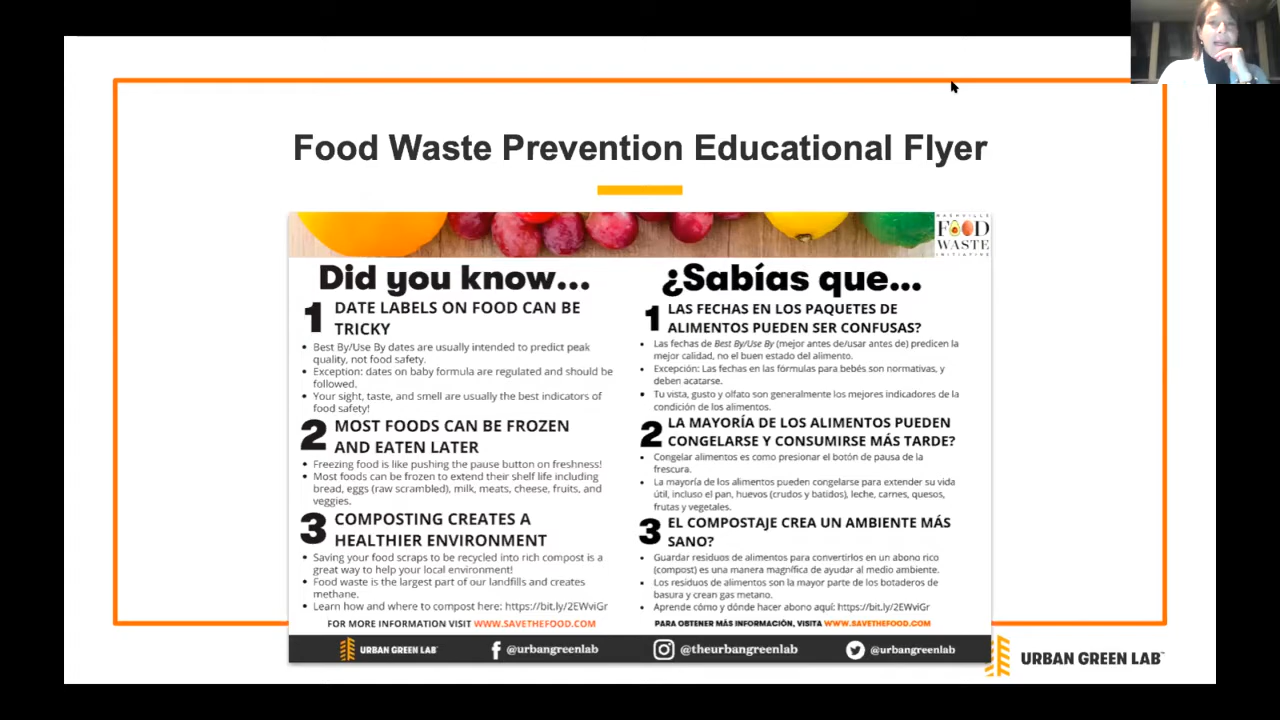 Food Waste Prevention Educational Flyer
NASHVILLE
FOOD
WASTE
INITIATIVE
Did you know...
1 DATE LABELS ON FOOD CAN BE
TRICKY
• Best By/Use By dates are usually intended to predict peak
quality, not food safety.
• Exception: dates on baby formula are regulated and should be
followed.
• Your sight, taste, and smell are usually the best indicators of
food safety!
2 MOST FOODS CAN BE FROZEN
AND EATEN LATER
• Freezing food is like pushing the pause button on freshness!
• Most foods can be frozen to extend their shelf life including
bread, eggs (raw scrambled), milk, meats, cheese, fruits, and
veggies.
3 COMPOSTING CREATES A
HEALTHIER ENVIRONMENT
• Saving your food scraps to be recycled into rich compost is a
great way to help your local environment!
• Food waste is the largest part of our landfills and creates
methane.
• Learn how and where to compost here: https://bit.ly/2EWviGr
FOR MORE INFORMATION VISIT WWW.SAVETHEFOOD.COM
¿Sabías que...
1 LAS FECHAS EN LOS PAQUETES DE
ALIMENTOS PUEDEN SER CONFUSAS?
• Las fechas de Best By/Use By (mejor antes de/usar antes de) predicen la
mejor calidad, no el buen estado del alimento.
• Excepción: Las fechas en las fórmulas para bebés son normativas, y
deben acatarse.
• Tu vista, gusto y olfato son generalmente los mejores indicadores de la
condición de los alimentos.
2 LA MAYORÍA DE LOS ALIMENTOS PUEDEN
CONGELARSE Y CONSUMIRSE MÁS TARDE?
• Congelar alimentos es como presionar el botón de pausa de la
frescura.
• La mayoría de los alimentos pueden congelarse para extender su vida
útil, incluso el pan, huevos (crudos y batidos), leche, carnes, quesos,
frutas y vegetales.
3 EL COMPOSTAJE CREA UN AMBIENTE MÁS
SANO?
• Guardar residuos de alimentos para convertirlos en un abono rico
(compost) es una manera magnífica de ayudar al medio ambiente.
• Los residuos de alimentos son la mayor parte de los botaderos de
basura y crean gas metano.
• Aprende cómo y dónde hacer abono aquí: https://bit.ly/2EWviGr
PARA OBTENER MÁS INFORMACIÓN, VISITA WWW.SAVETHEFOOD.COM
URBAN GREEN LAB @urbangreenlab @theurbangreenlab @urbangreenlab
URBAN GREEN LAB